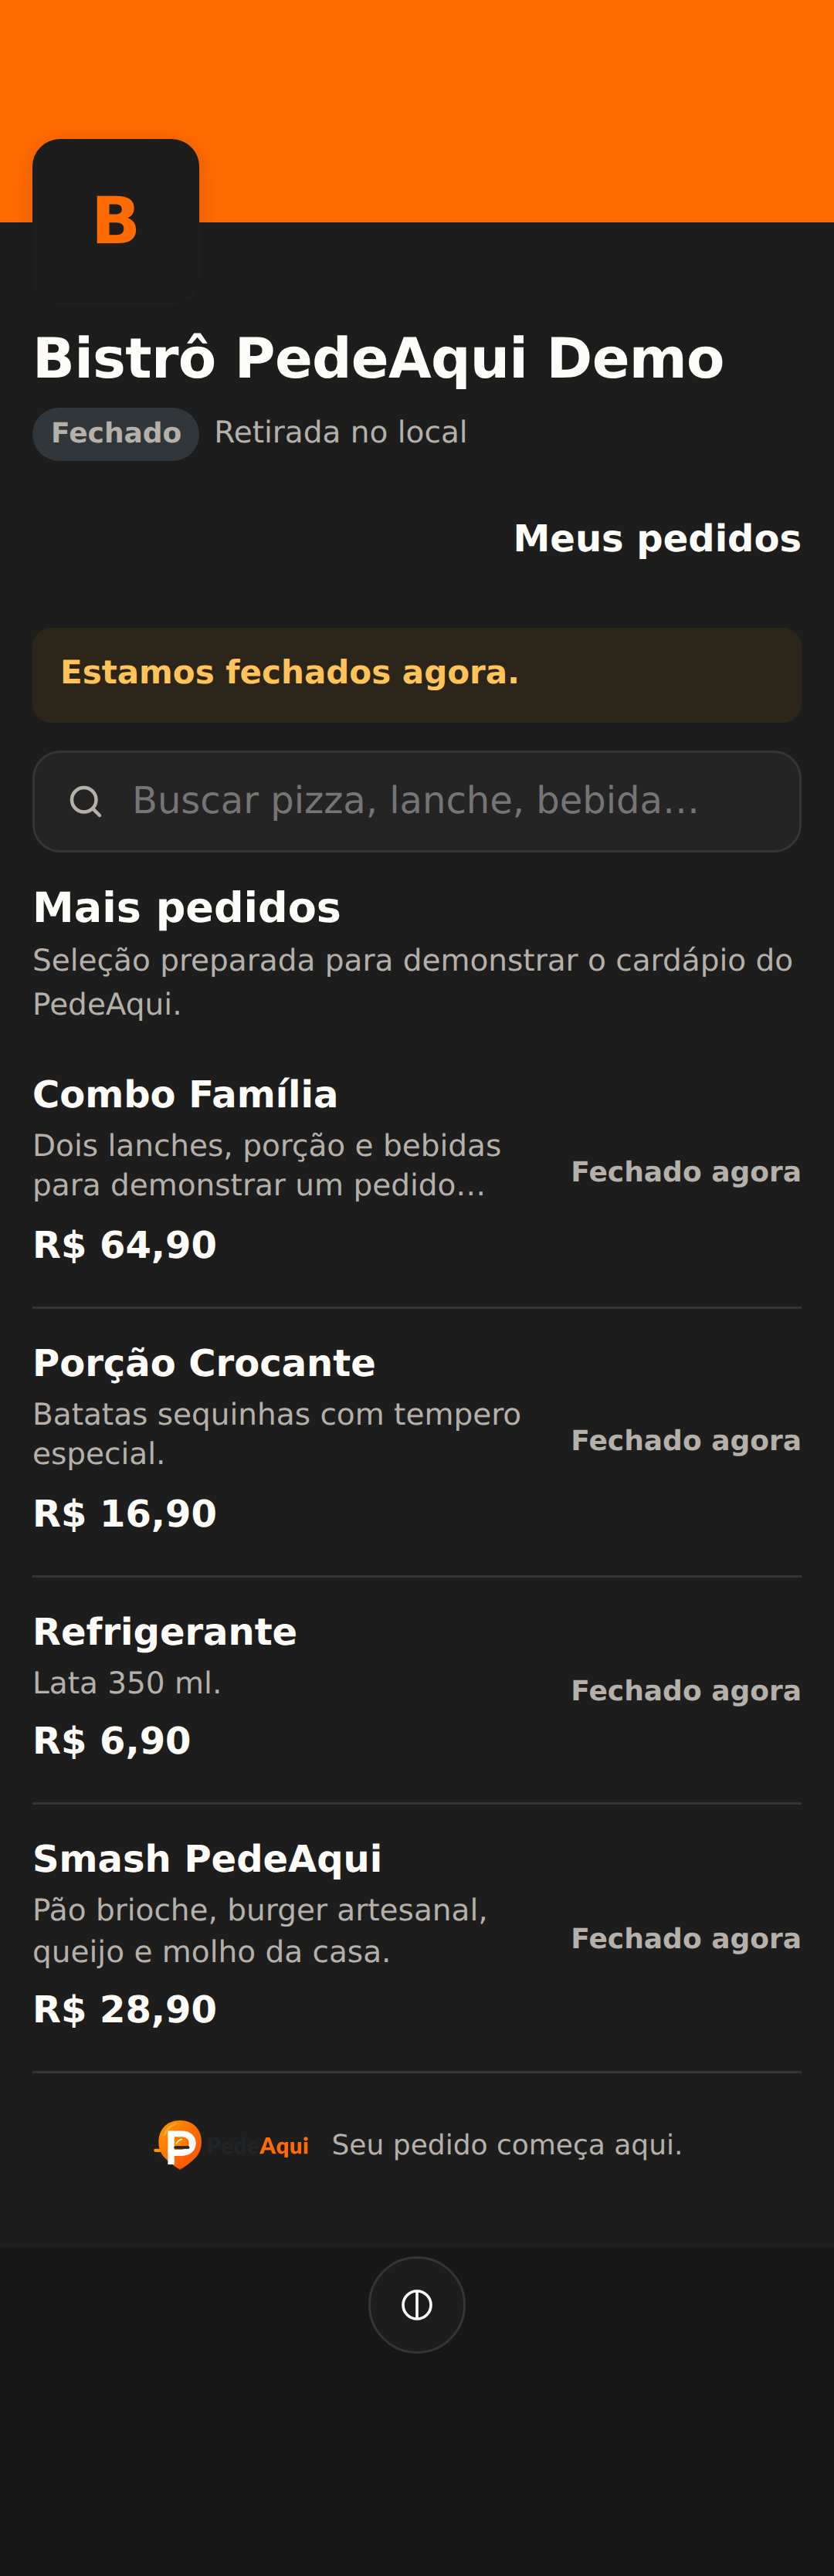 B
Bistrô PedeAqui Demo
Fechado Retirada no local
Meus pedidos
Estamos fechados agora.
Buscar pizza, lanche, bebida…
Mais pedidos
Seleção preparada para demonstrar o cardápio do
PedeAqui.
Combo Família
Dois lanches, porção e bebidas
para demonstrar um pedido…
Fechado agora
R$ 64,90
Porção Crocante
Batatas sequinhas com tempero
especial.
Fechado agora
R$ 16,90
Refrigerante
Lata 350 ml.
Fechado agora
R$ 6,90
Smash PedeAqui
Pão brioche, burger artesanal,
queijo e molho da casa.
Fechado agora
R$ 28,90
P PedeAqui Seu pedido começa aqui.